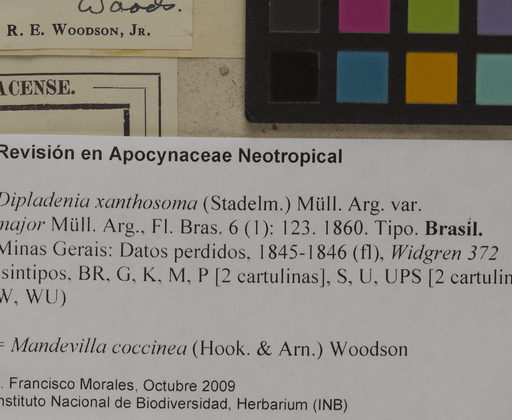 Woods.
R. E. Woodson, Jr.
ACENSE.
Revisión en Apocynaceae Neotropical
Dipladenia xanthosoma (Stadelm.) Müll. Arg. var.
major Müll. Arg., Fl. Bras. 6 (1): 123. 1860. Tipo. Brasil.
Minas Gerais: Datos perdidos, 1845-1846 (fl), Widgren 372
sintipos, BR, G, K, M, P [2 cartulinas], S, U, UPS [2 cartulin
W, WU)
= Mandevilla coccinea (Hook. & Arn.) Woodson
. Francisco Morales, Octubre 2009
nstituto Nacional de Biodiversidad, Herbarium (INB)